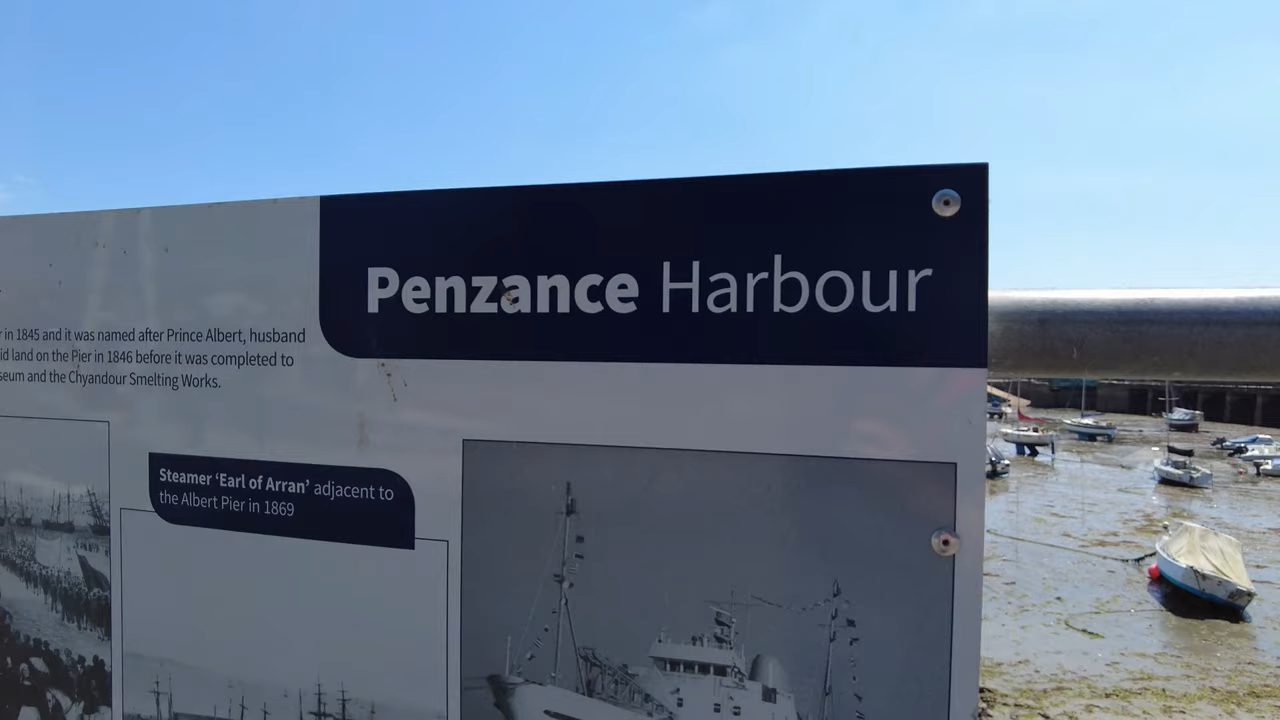 Penzance Harbour
in 1845 and it was named after Prince Albert, husband
land on the Pier in 1846 before it was completed to
and the Chyandour Smelting Works.
Steamer ‘Earl of Arran’ adjacent to
the Albert Pier in 1869